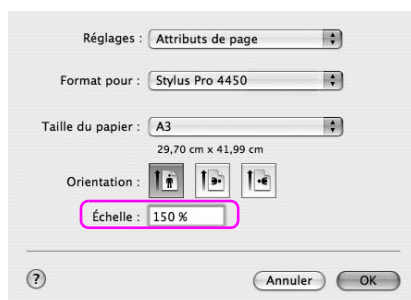 Réglages : Attributs de page
Format pour : Stylus Pro 4450
Taille du papier : A3
29,70 cm x 41,99 cm
Orientation :
Échelle : 150 %
? Annuler OK